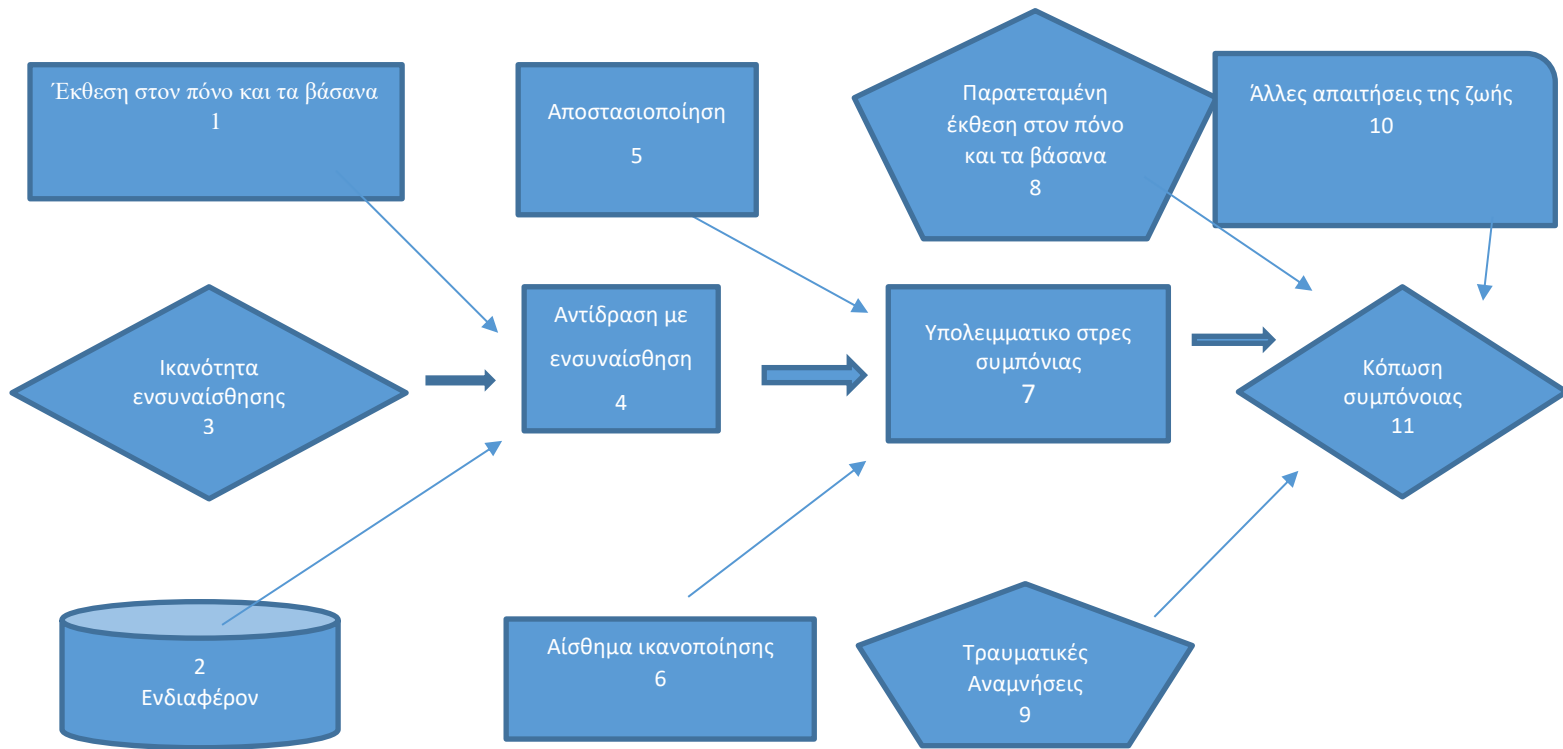 Έκθεση στον πόνο και τα βάσανα
1
Αποστασιοποίηση
5
Παρατεταμένη
έκθεση στον πόνο
και τα βάσανα
8
Άλλες απαιτήσεις της ζωής
10
Ικανότητα
ενσυναίσθησης
3
Αντίδραση με
ενσυναίσθηση
4
Υπολειμματικο στρες
συμπόνιας
7
Κόπωση
συμπόνοιας
11
2
Ενδιαφέρον
Αίσθημα ικανοποίησης
6
Τραυματικές
Αναμνήσεις
9